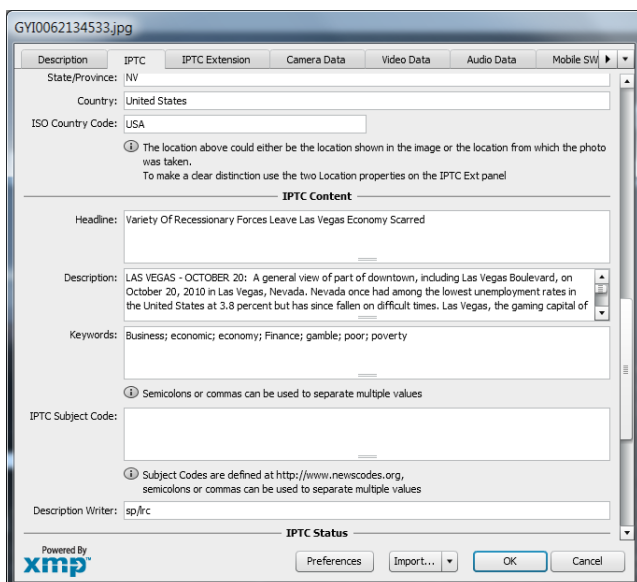 GYI0062134533.jpg
Description IPTC IPTC Extension Camera Data Video Data Audio Data Mobile SW
State/Province: NV
Country: United States
ISO Country Code: USA
The location above could either be the location shown in the image or the location from which the photo
was taken.
To make a clear distinction use the two Location properties on the IPTC Ext panel
IPTC Content
Headline: Variety Of Recessionary Forces Leave Las Vegas Economy Scarred
Description: LAS VEGAS - OCTOBER 20: A general view of part of downtown, including Las Vegas Boulevard, on
October 20, 2010 in Las Vegas, Nevada. Nevada once had among the lowest unemployment rates in
the United States at 3.8 percent but has since fallen on difficult times. Las Vegas, the gaming capital of
Keywords: Business; economic; economy; Finance; gamble; poor; poverty
Semicolons or commas can be used to separate multiple values
IPTC Subject Code:
Subject Codes are defined at http://www.newscodes.org,
semicolons or commas can be used to separate multiple values
Description Writer: sp/lrc
IPTC Status
Powered By
xmp™
Preferences Import... OK Cancel